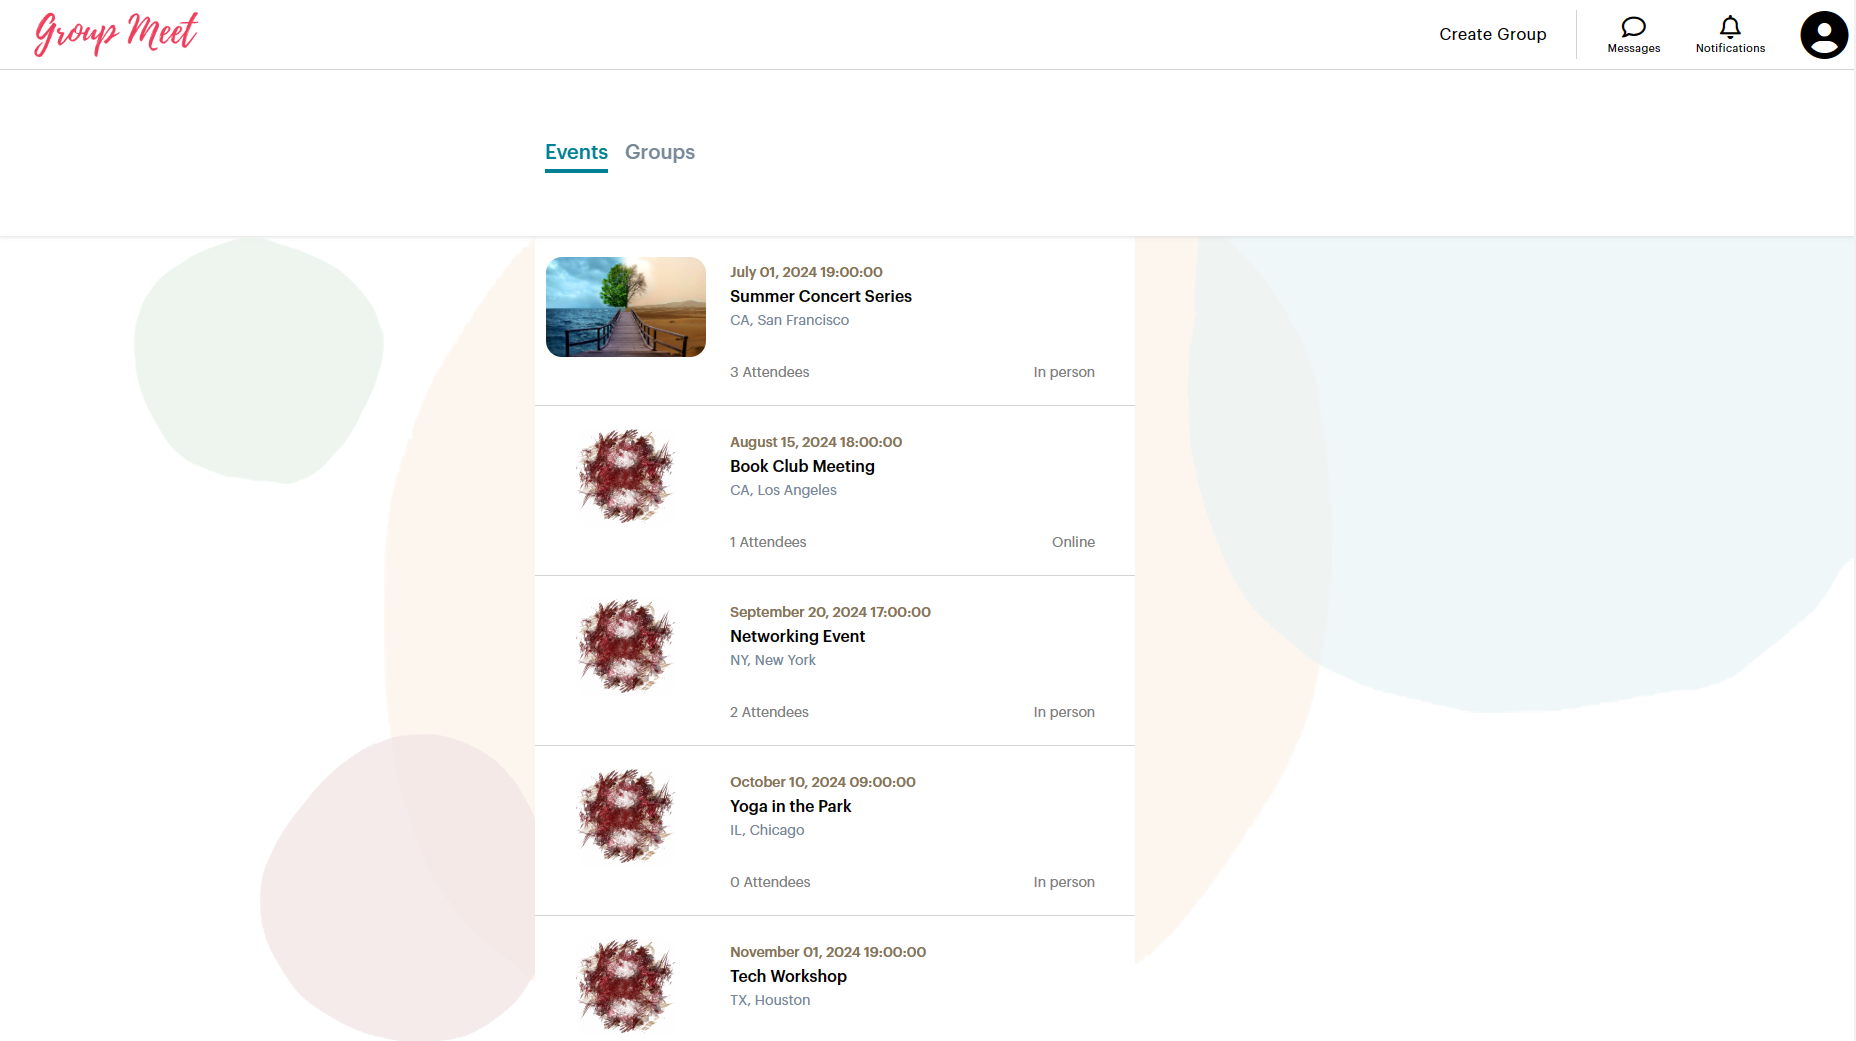 Group Meet
Create Group
Messages
Notifications
Events
Groups
July 01, 2024 19:00:00
Summer Concert Series
CA, San Francisco
3 Attendees
In person
August 15, 2024 18:00:00
Book Club Meeting
CA, Los Angeles
1 Attendees
Online
September 20, 2024 17:00:00
Networking Event
NY, New York
2 Attendees
In person
October 10, 2024 09:00:00
Yoga in the Park
IL, Chicago
0 Attendees
In person
November 01, 2024 19:00:00
Tech Workshop
TX, Houston